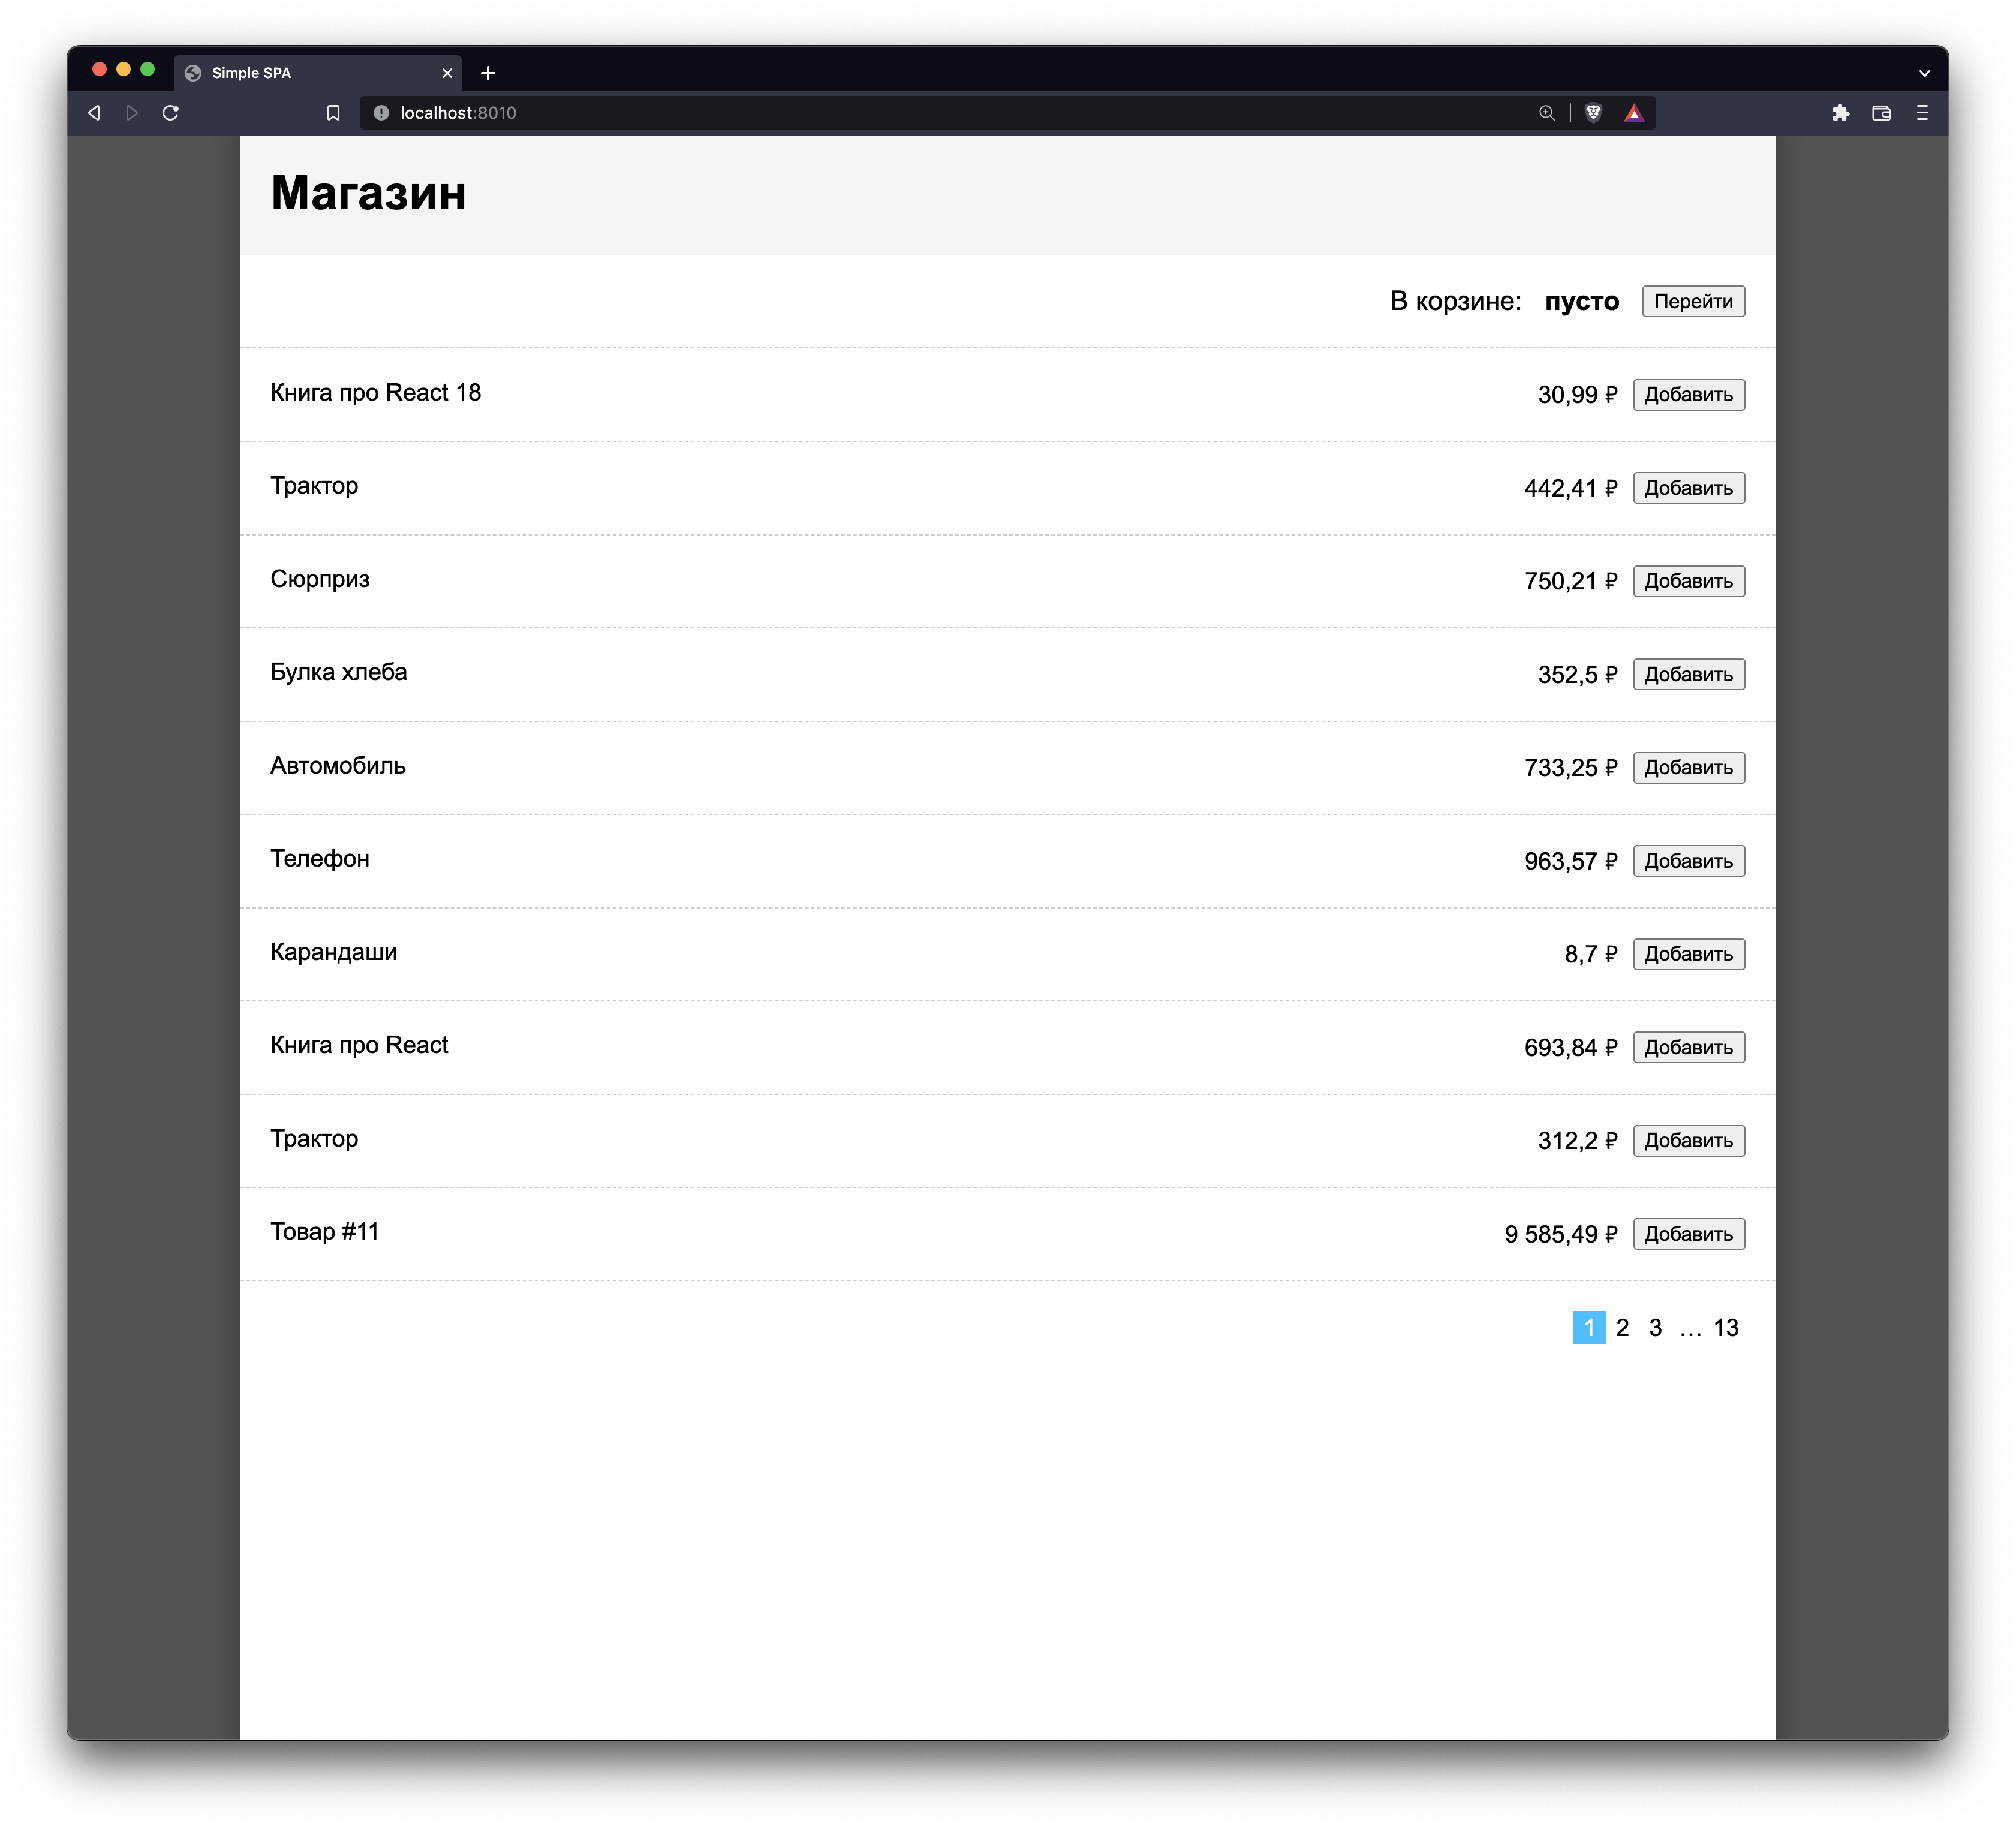 Simple SPA
localhost:8010
Магазин
В корзине: пусто Перейти
Книга про React 18 30,99 ₽ Добавить
Трактор 442,41 ₽ Добавить
Сюрприз 750,21 ₽ Добавить
Булка хлеба 352,5 ₽ Добавить
Автомобиль 733,25 ₽ Добавить
Телефон 963,57 ₽ Добавить
Карандаши 8,7 ₽ Добавить
Книга про React 693,84 ₽ Добавить
Трактор 312,2 ₽ Добавить
Товар #11 9 585,49 ₽ Добавить
1 2 3 ... 13